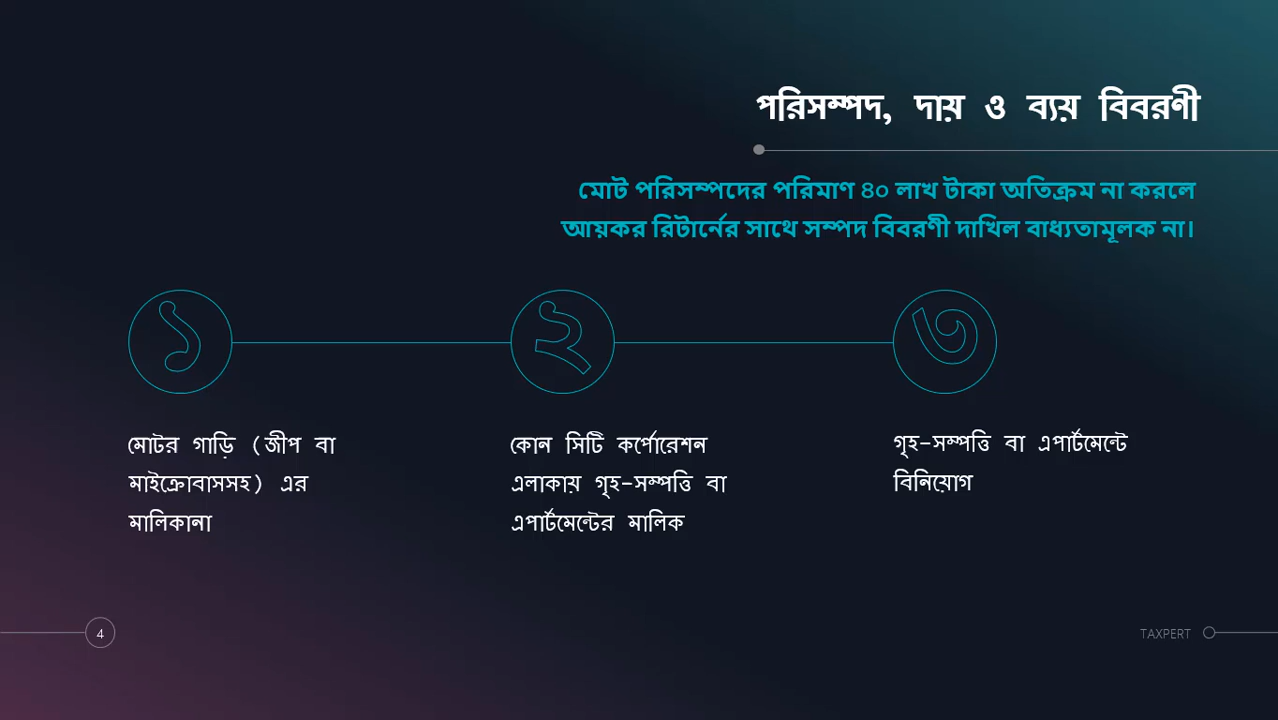 পরিসম্পদ, দায় ও ব্যয় বিবরণী
মোট পরিসম্পদের পরিমাণ ৪০ লাখ টাকা অতিক্রম না করলে
আয়কর রিটার্নের সাথে সম্পদ বিবরণী দাখিল বাধ্যতামূলক না।
১
২
৩
মোটর গাড়ি (জীপ বা
মাইক্রোবাসসহ) এর
মালিকানা
কোন সিটি কর্পোরেশন
এলাকায় গৃহ-সম্পত্তি বা
এপার্টমেন্টের মালিক
গৃহ-সম্পত্তি বা এপার্টমেন্টে
বিনিয়োগ
4
TAXPERT